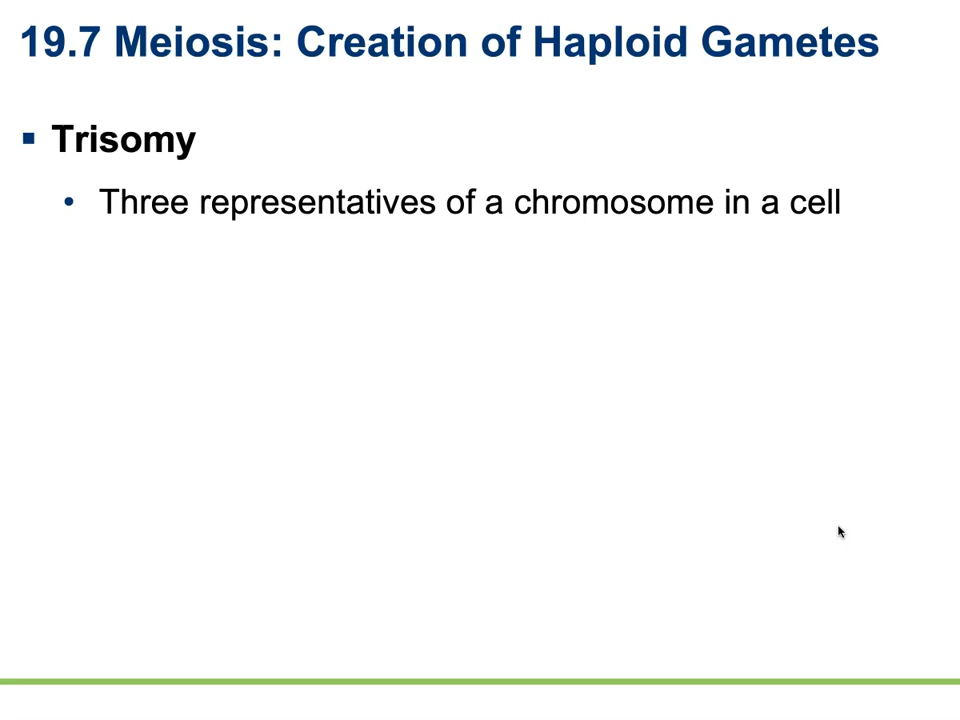 19.7 Meiosis: Creation of Haploid Gametes
▪ Trisomy
• Three representatives of a chromosome in a cell